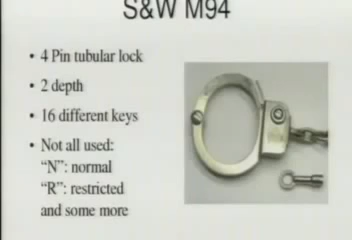 S&W M94
• 4 Pin tubular lock
• 2 depth
• 16 different keys
• Not all used:
"N": normal
"R": restricted
and some more